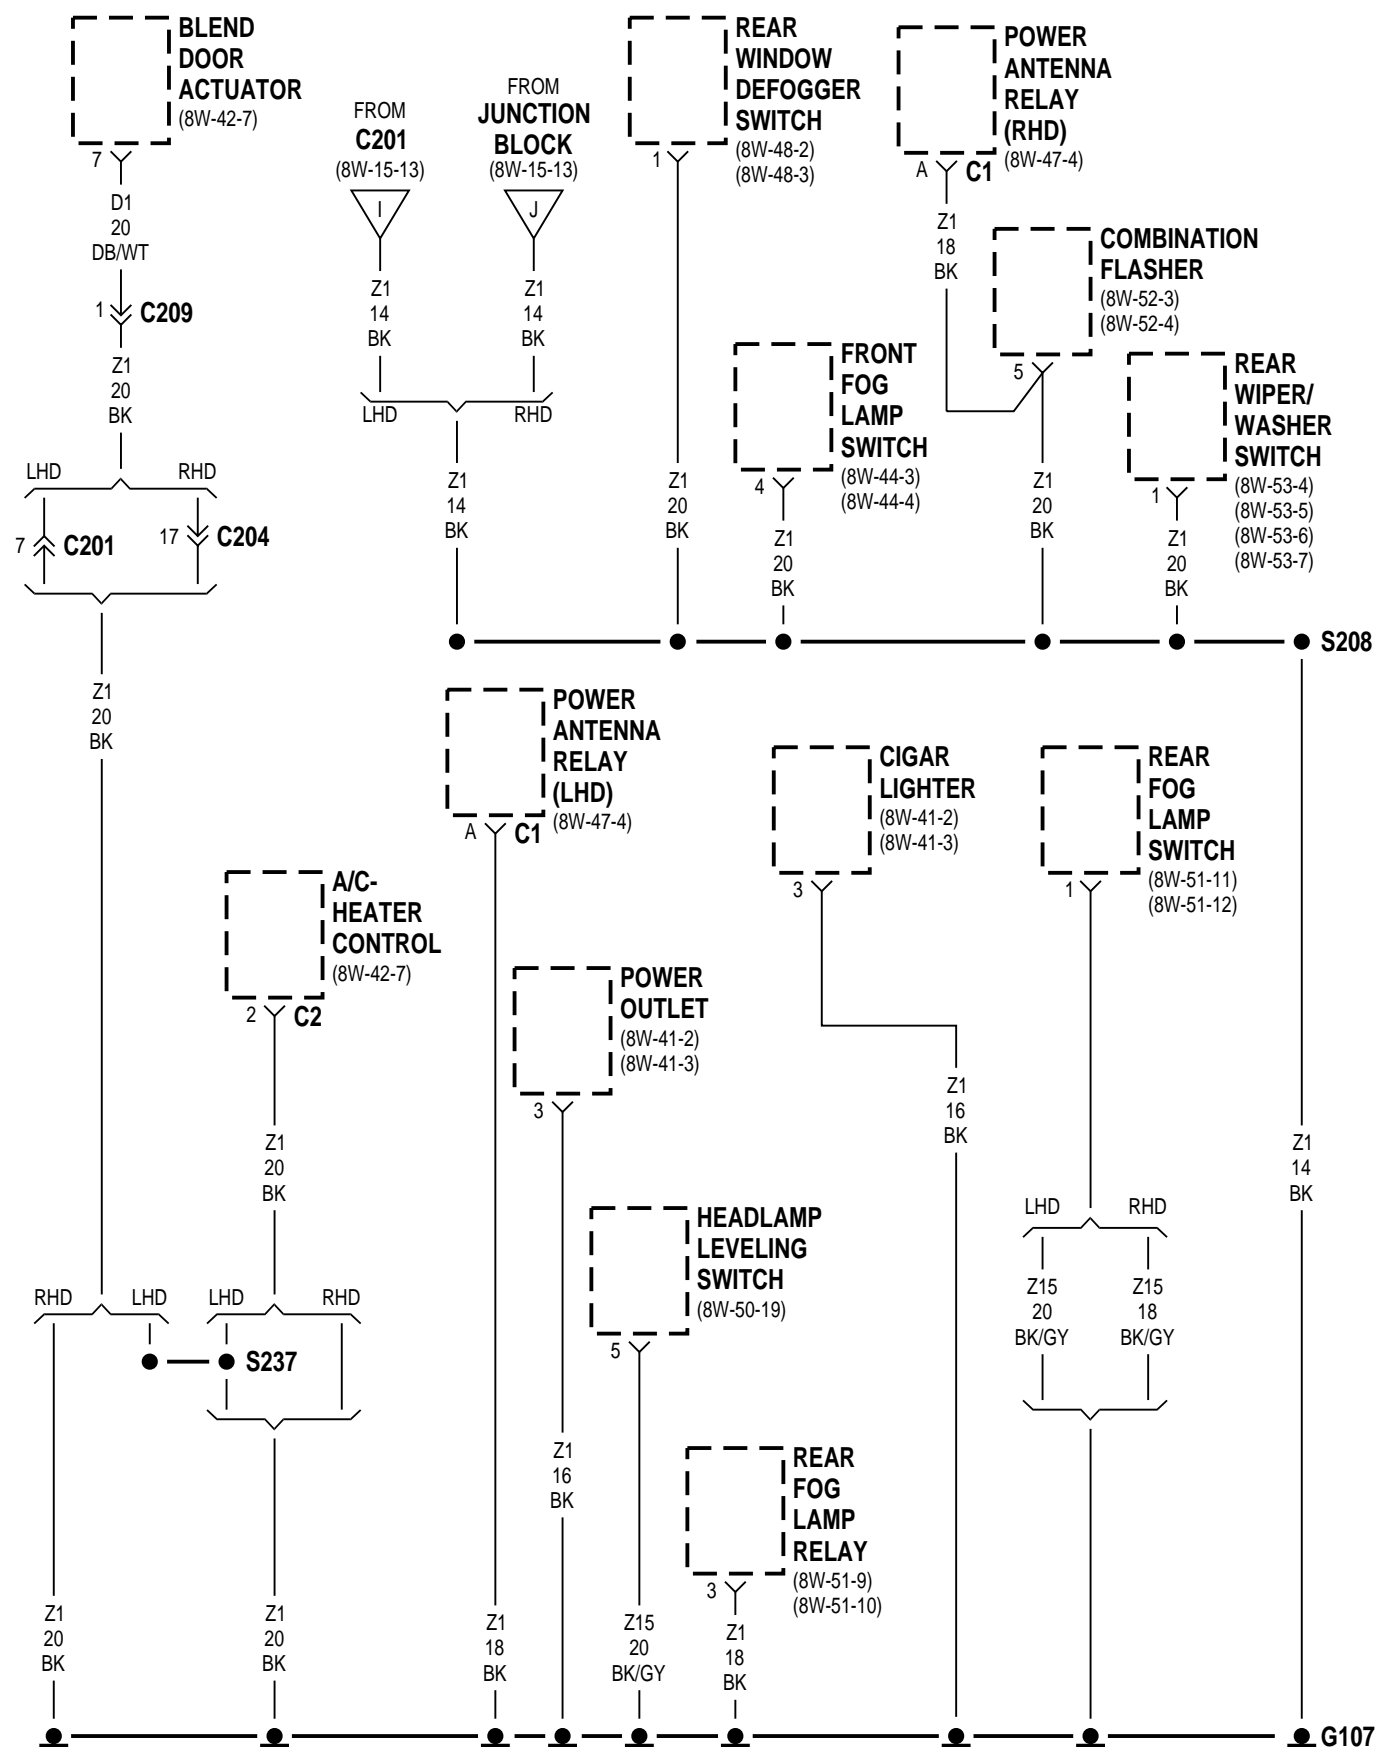 BLEND
DOOR
ACTUATOR
(8W-42-7)
7
D1
20
DB/WT
1
C209
Z1
20
BK
LHD
RHD
7
C201
17
C204
Z1
20
BK
FROM
C201
(8W-15-13)
I
Z1
14
BK
LHD
FROM
JUNCTION
BLOCK
(8W-15-13)
J
Z1
14
BK
RHD
Z1
14
BK
REAR
WINDOW
DEFOGGER
SWITCH
(8W-48-2)
(8W-48-3)
1
Z1
20
BK
POWER
ANTENNA
RELAY
(RHD)
(8W-47-4)
A
C1
Z1
18
BK
COMBINATION
FLASHER
(8W-52-3)
(8W-52-4)
5
Z1
20
BK
FRONT
FOG
LAMP
SWITCH
(8W-44-3)
(8W-44-4)
4
Z1
20
BK
REAR
WIPER/
WASHER
SWITCH
(8W-53-4)
(8W-53-5)
(8W-53-6)
(8W-53-7)
1
Z1
20
BK
S208
POWER
ANTENNA
RELAY
(LHD)
(8W-47-4)
A
C1
CIGAR
LIGHTER
(8W-41-2)
(8W-41-3)
3
REAR
FOG
LAMP
SWITCH
(8W-51-11)
(8W-51-12)
1
A/C-
HEATER
CONTROL
(8W-42-7)
2
C2
POWER
OUTLET
(8W-41-2)
(8W-41-3)
3
Z1
16
BK
Z1
20
BK
Z1
14
BK
HEADLAMP
LEVELING
SWITCH
(8W-50-19)
5
LHD
RHD
Z15
20
BK/GY
Z15
18
BK/GY
RHD
LHD
LHD
RHD
S237
Z1
16
BK
REAR
FOG
LAMP
RELAY
(8W-51-9)
(8W-51-10)
3
Z1
20
BK
Z1
20
BK
Z1
18
BK
Z15
20
BK/GY
Z1
18
BK
G107